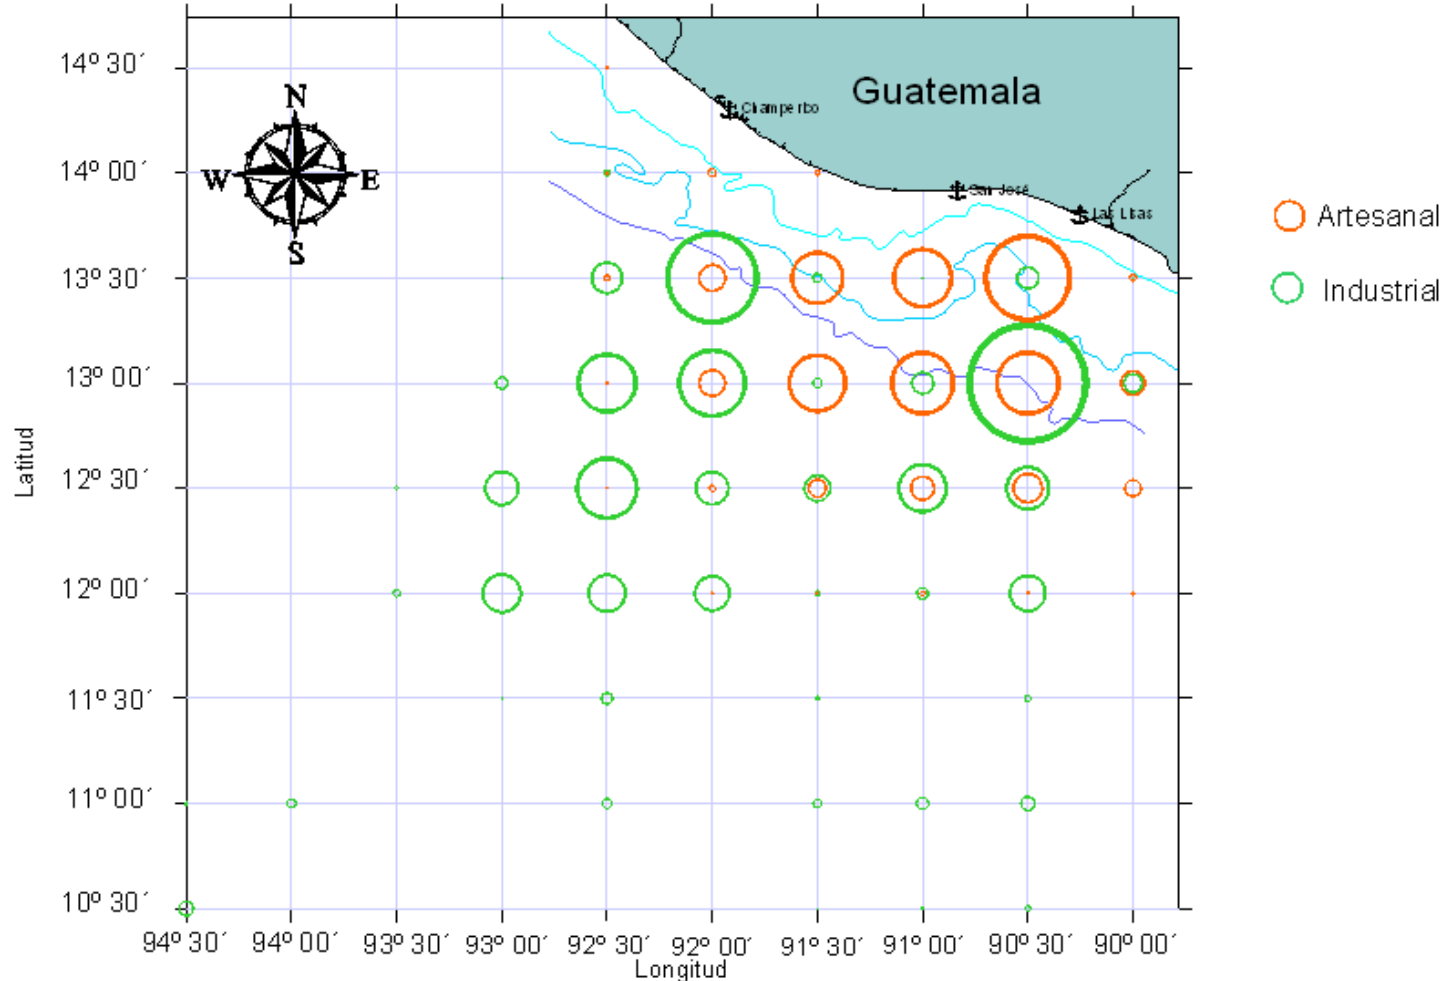 14º 30´
Guatemala
N
Champerico
14º 00´
W
E
San José
Las Lisas
Artesanal
S
13º 30´
Industrial
13º 00´
Latitud
12º 30´
12º 00´
11º 30´
11º 00´
10º 30´
94º 30´ 94º 00´ 93º 30´ 93º 00´ 92º 30´ 92º 00´ 91º 30´ 91º 00´ 90º 30´ 90º 00´
Longitud